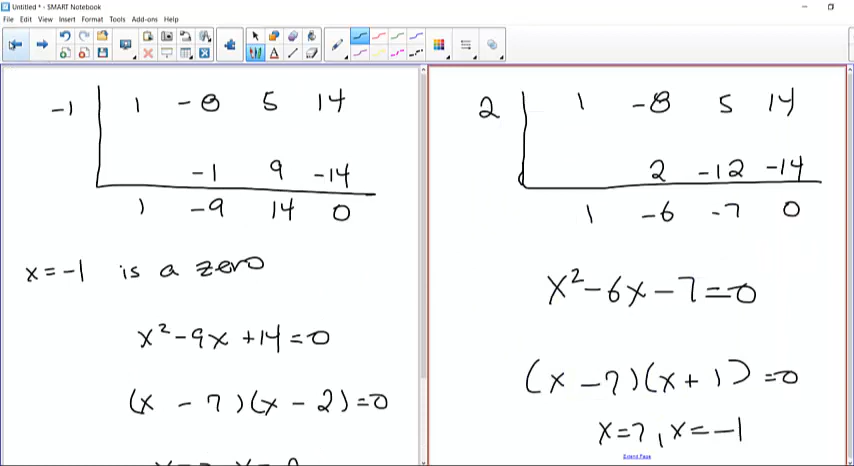 Untitled * - SMART Notebook
File Edit View Insert Format Tools Add-ons Help
-1 | 1 -8 5 14
-1 9 -14
1 -9 14 0
x = -1 is a zero
x² - 9x + 14 = 0
(x - 7)(x - 2) = 0
2 | 1 -8 5 14
2 -12 -14
1 -6 -7 0
x² - 6x - 7 = 0
(x - 7)(x + 1) = 0
x = 7, x = -1
Extend Page